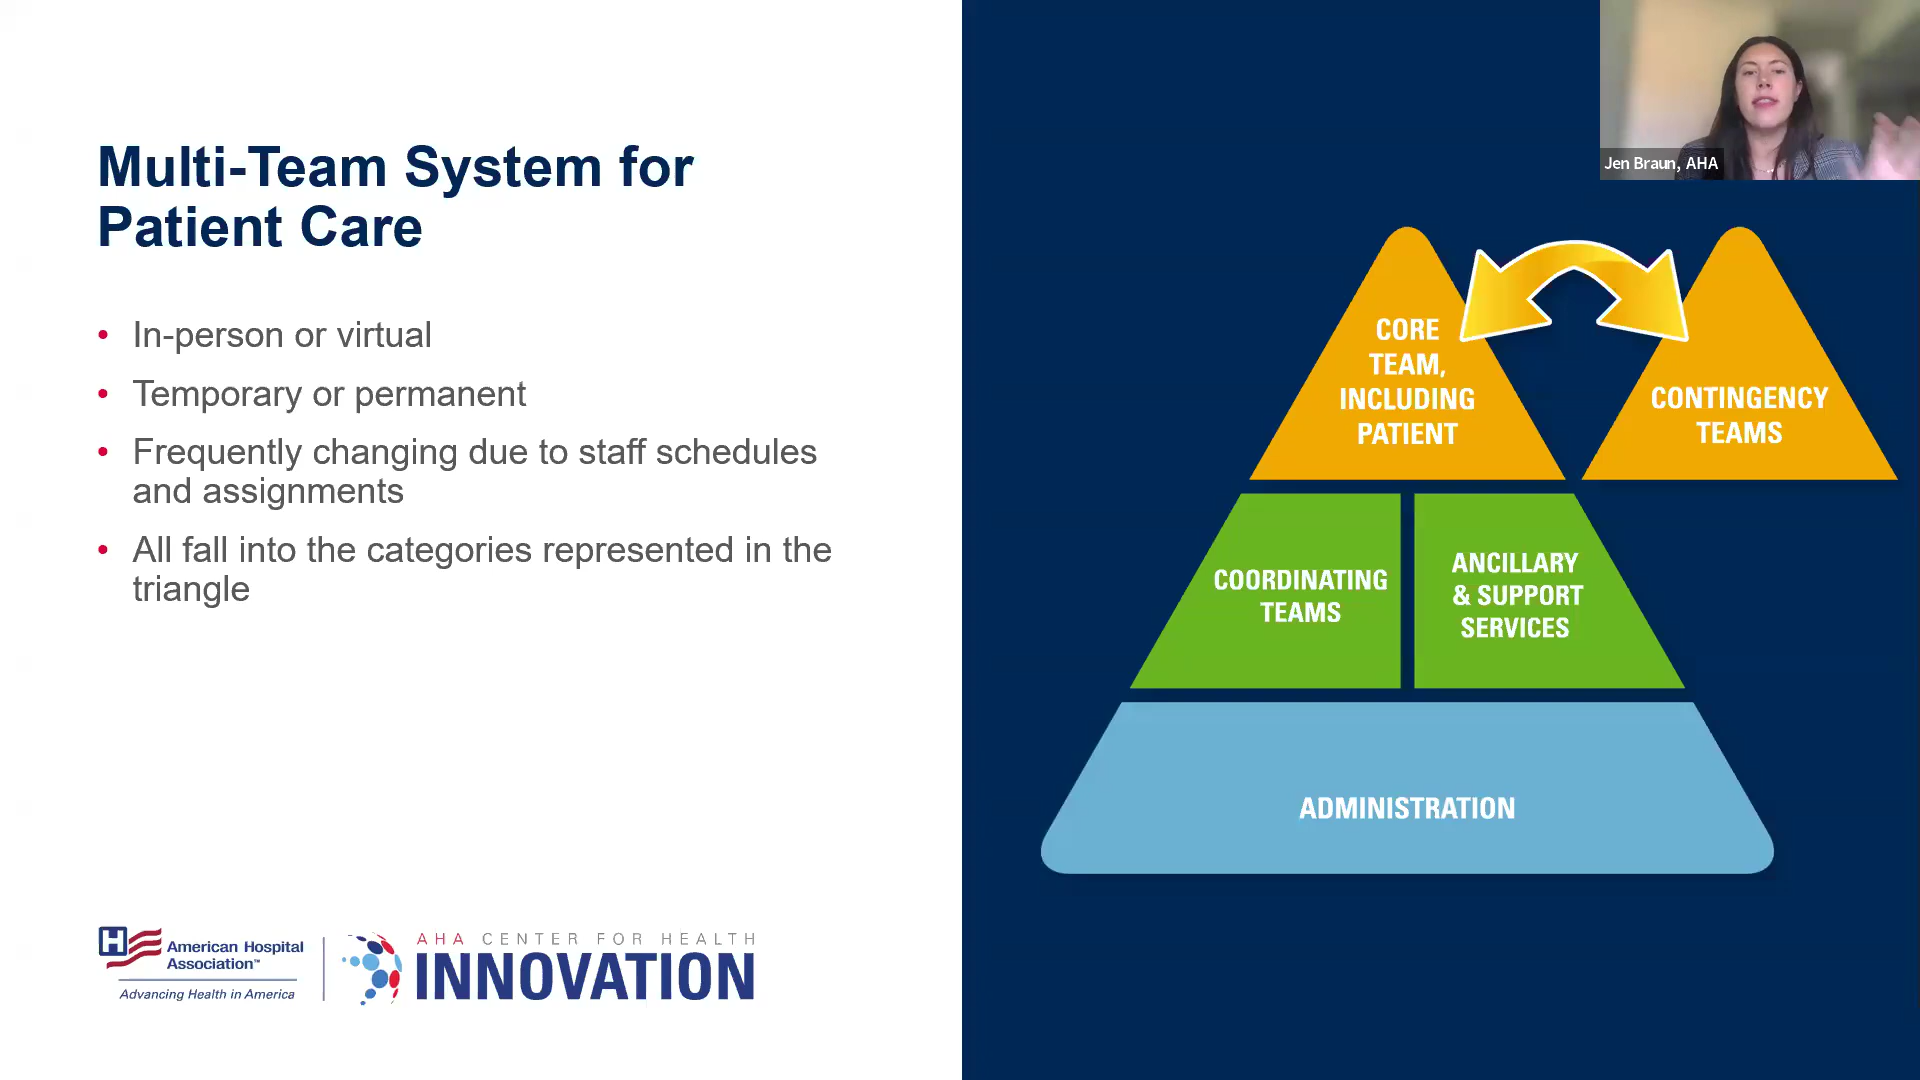 Multi-Team System for
Patient Care
• In-person or virtual
• Temporary or permanent
• Frequently changing due to staff schedules
and assignments
• All fall into the categories represented in the
triangle
Jen Braun, AHA
CORE
TEAM,
INCLUDING
PATIENT
CONTINGENCY
TEAMS
COORDINATING
TEAMS
ANCILLARY
& SUPPORT
SERVICES
ADMINISTRATION
H
American Hospital
Association™
Advancing Health in America
AHA CENTER FOR HEALTH
INNOVATION